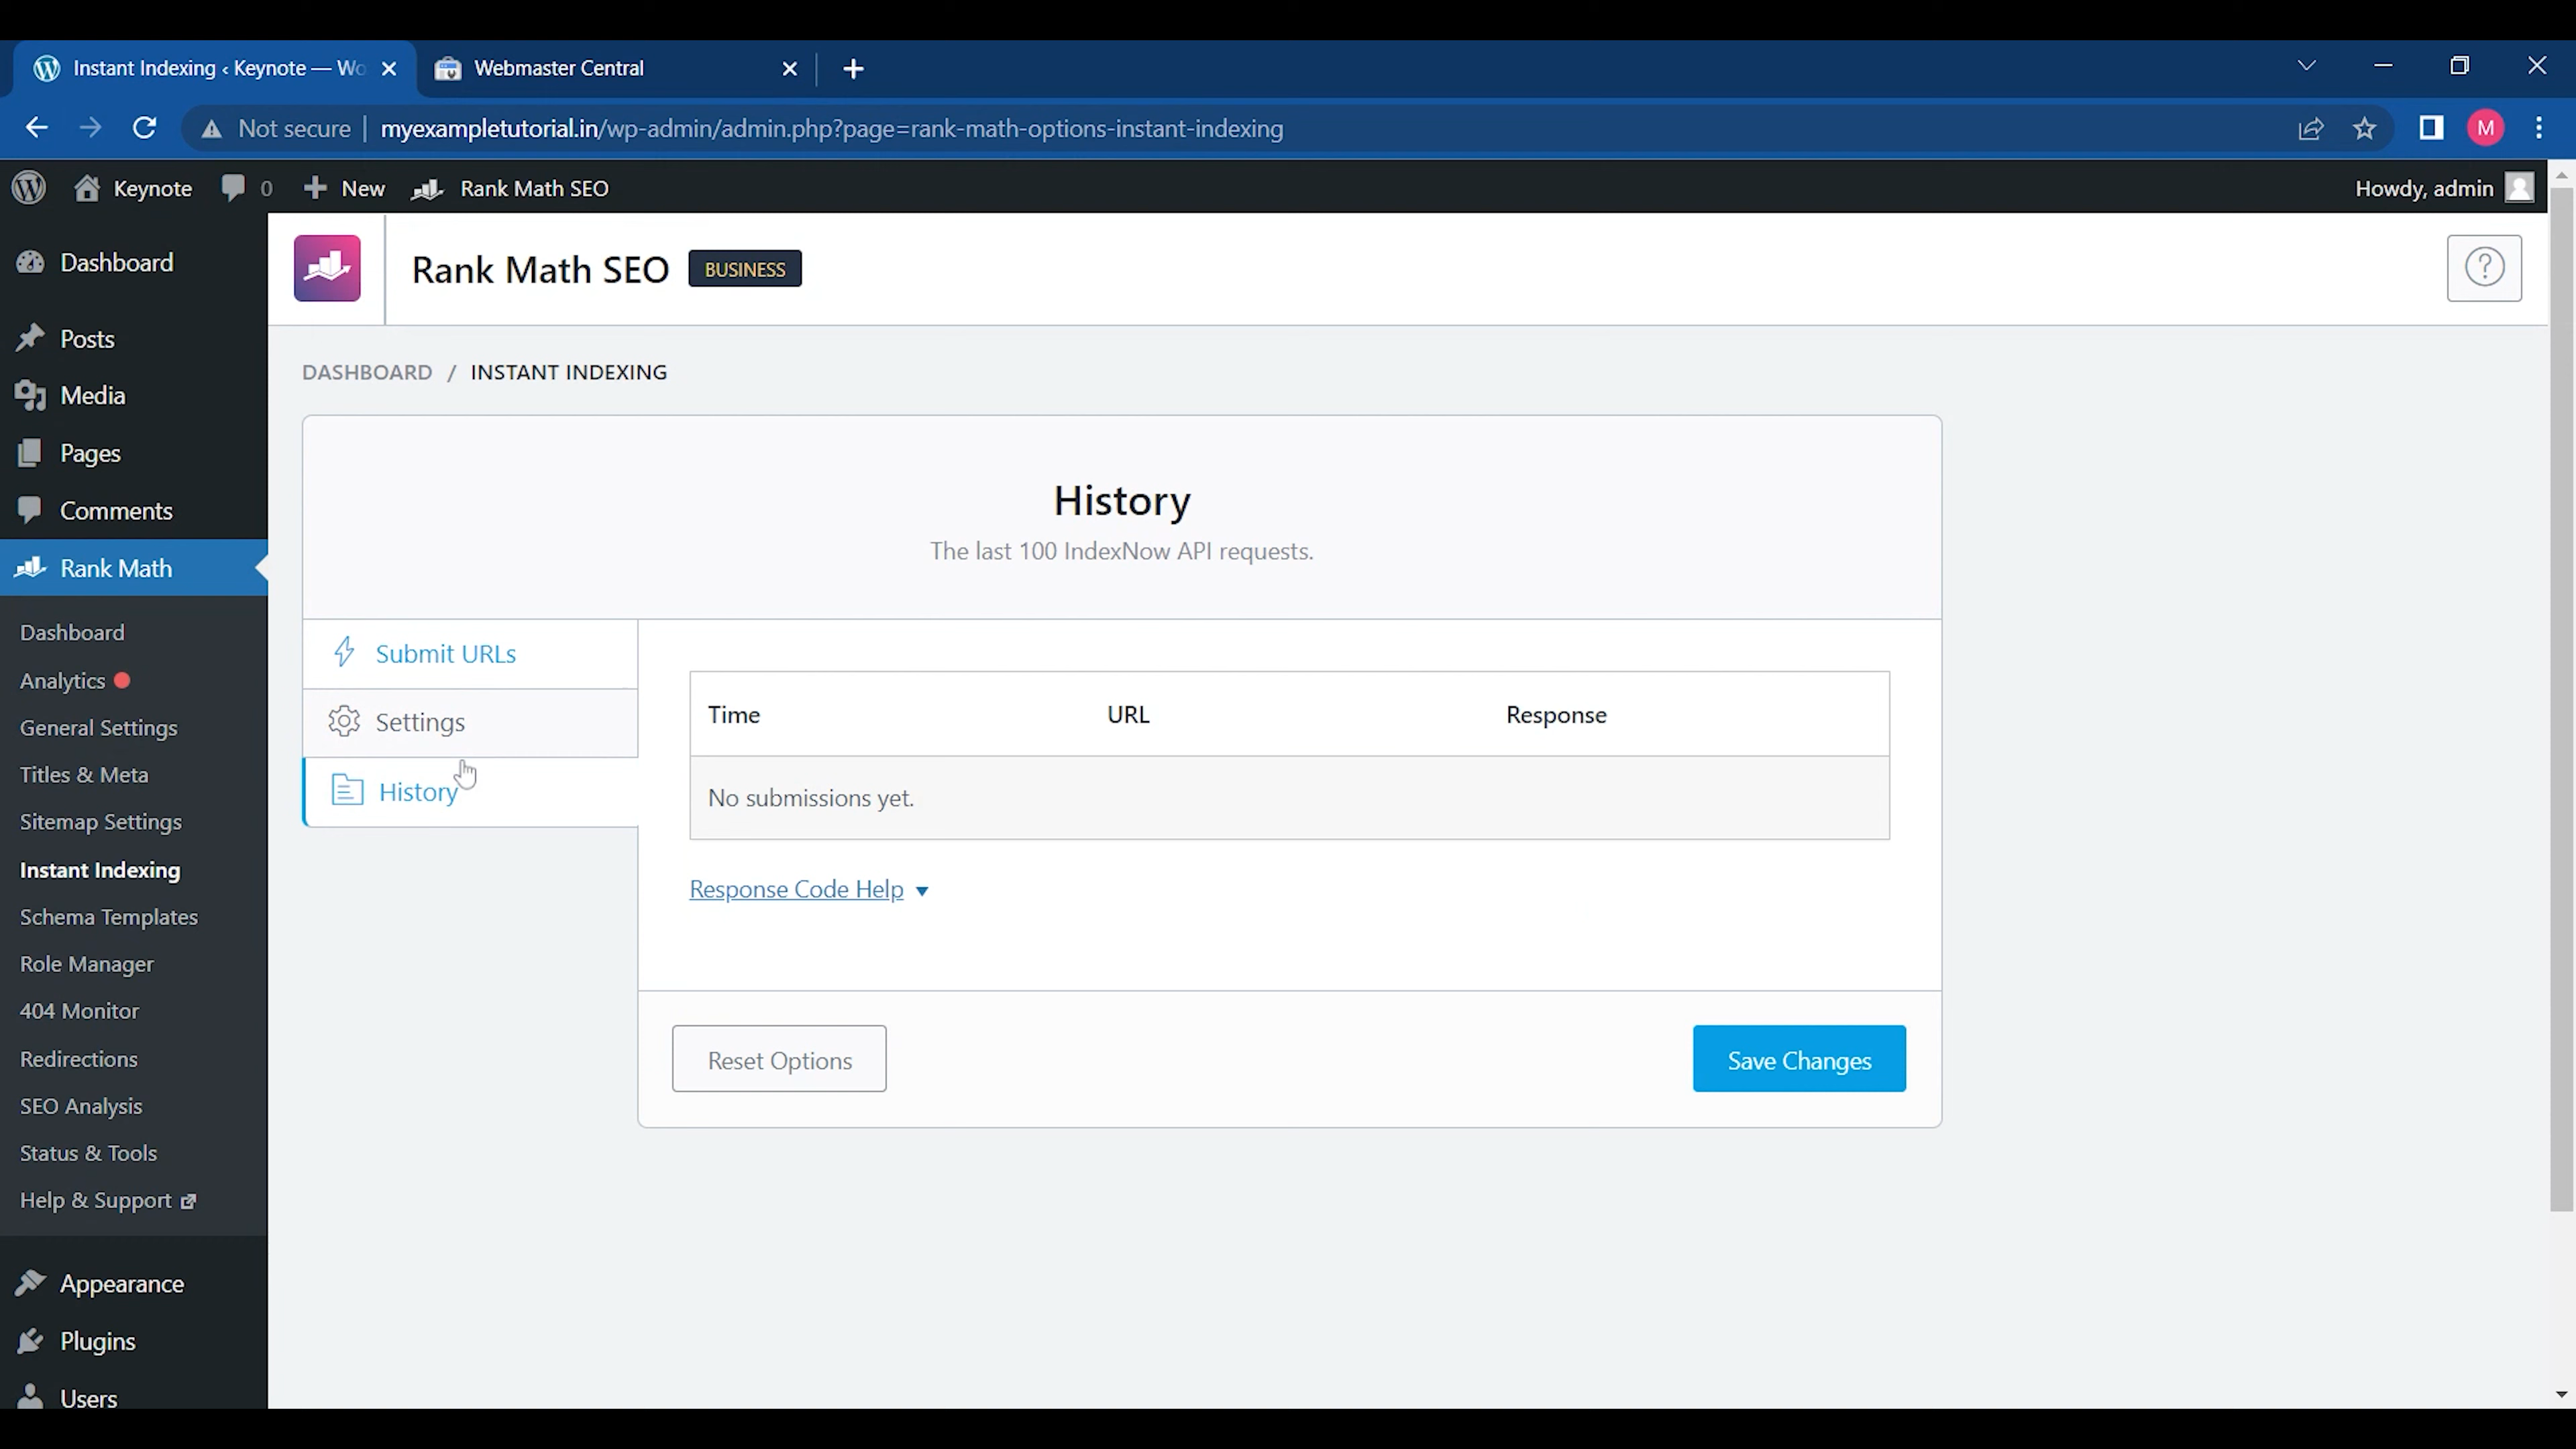 Instant Indexing ‹ Keynote — Wo
Webmaster Central
Not secure
myexampletutorial.in/wp-admin/admin.php?page=rank-math-options-instant-indexing
M
Keynote
0
New
Rank Math SEO
Howdy, admin
Dashboard
Posts
Media
Pages
Comments
Rank Math
Dashboard
Analytics
General Settings
Titles & Meta
Sitemap Settings
Instant Indexing
Schema Templates
Role Manager
404 Monitor
Redirections
SEO Analysis
Status & Tools
Help & Support
Appearance
Plugins
Users
Rank Math SEO BUSINESS
DASHBOARD / INSTANT INDEXING
History
The last 100 IndexNow API requests.
Submit URLs
Settings
History
Time URL Response
No submissions yet.
Response Code Help
Reset Options
Save Changes